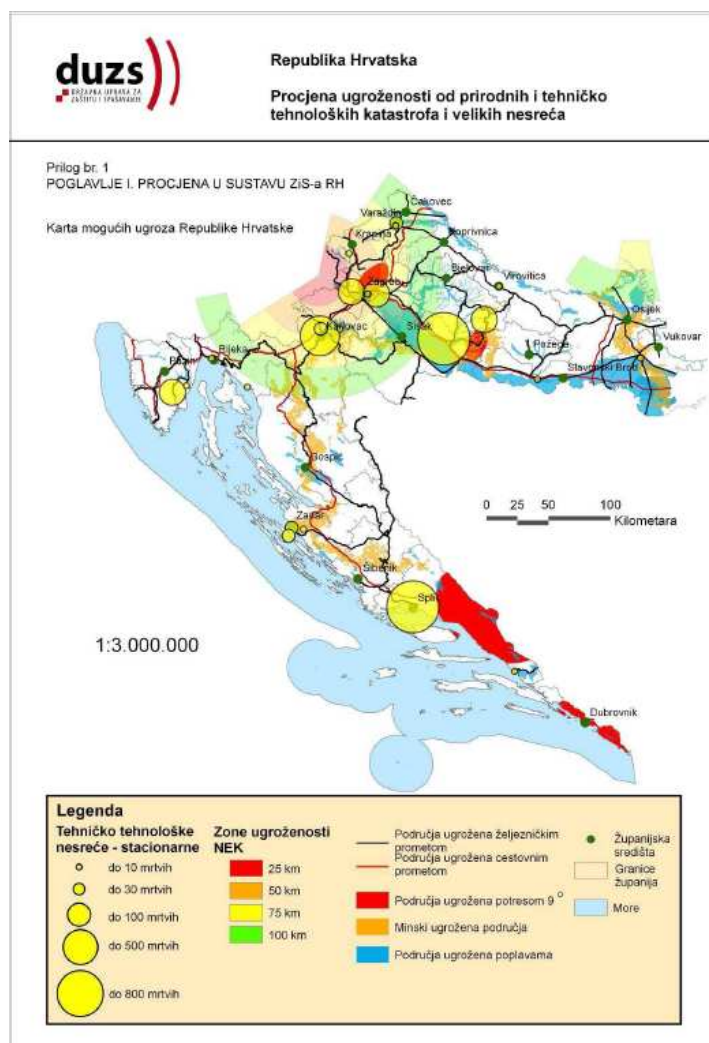 duzs
DRŽAVNA UPRAVA ZA
ZAŠTITU I SPAŠAVANJE
Republika Hrvatska
Procjena ugroženosti od prirodnih i tehničko
tehnoloških katastrofa i velikih nesreća
Prilog br. 1
POGLAVLJE I. PROCJENA U SUSTAVU ZiS-a RH
Karta mogućih ugroza Republike Hrvatske
Čakovec
Varaždin
Krapina
Koprivnica
Bjelovar
Virovitica
Zagreb
Karlovac
Sisak
Osijek
Vukovar
Požega
Slavonski Brod
Rijeka
Pazin
Gospić
Zadar
Šibenik
Split
Dubrovnik
0 25 50 100
Kilometara
1:3.000.000
Legenda
Tehničko tehnološke
nesreće - stacionarne
do 10 mrtvih
do 30 mrtvih
do 100 mrtvih
do 500 mrtvih
do 800 mrtvih
Zone ugroženosti
NEK
25 km
50 km
75 km
100 km
Područja ugrožena željezničkim
prometom
Područja ugrožena cestovnim
prometom
Područja ugrožena potresom 9 °
Minski ugrožena područja
Područja ugrožena poplavama
Županijska
središta
Granice
županija
More